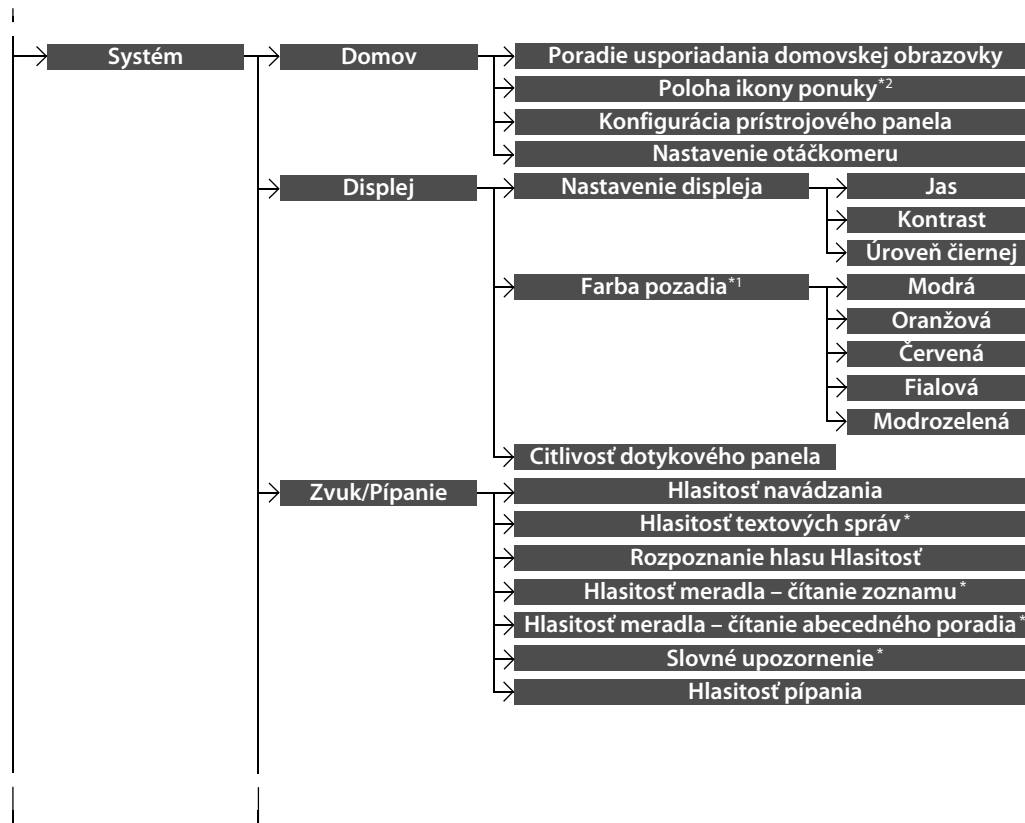 Systém
Domov
Poradie usporiadania domovskej obrazovky
Poloha ikony ponuky*2
Konfigurácia prístrojového panela
Nastavenie otáčkomeru
Displej
Nastavenie displeja
Jas
Kontrast
Úroveň čiernej
Farba pozadia*1
Modrá
Oranžová
Červená
Fialová
Modrozelená
Citlivosť dotykového panela
Zvuk/Pípanie
Hlasitosť navádzania
Hlasitosť textových správ*
Rozpoznanie hlasu Hlasitosť
Hlasitosť meradla – čítanie zoznamu*
Hlasitosť meradla – čítanie abecedného poradia*
Slovné upozornenie*
Hlasitosť pípania